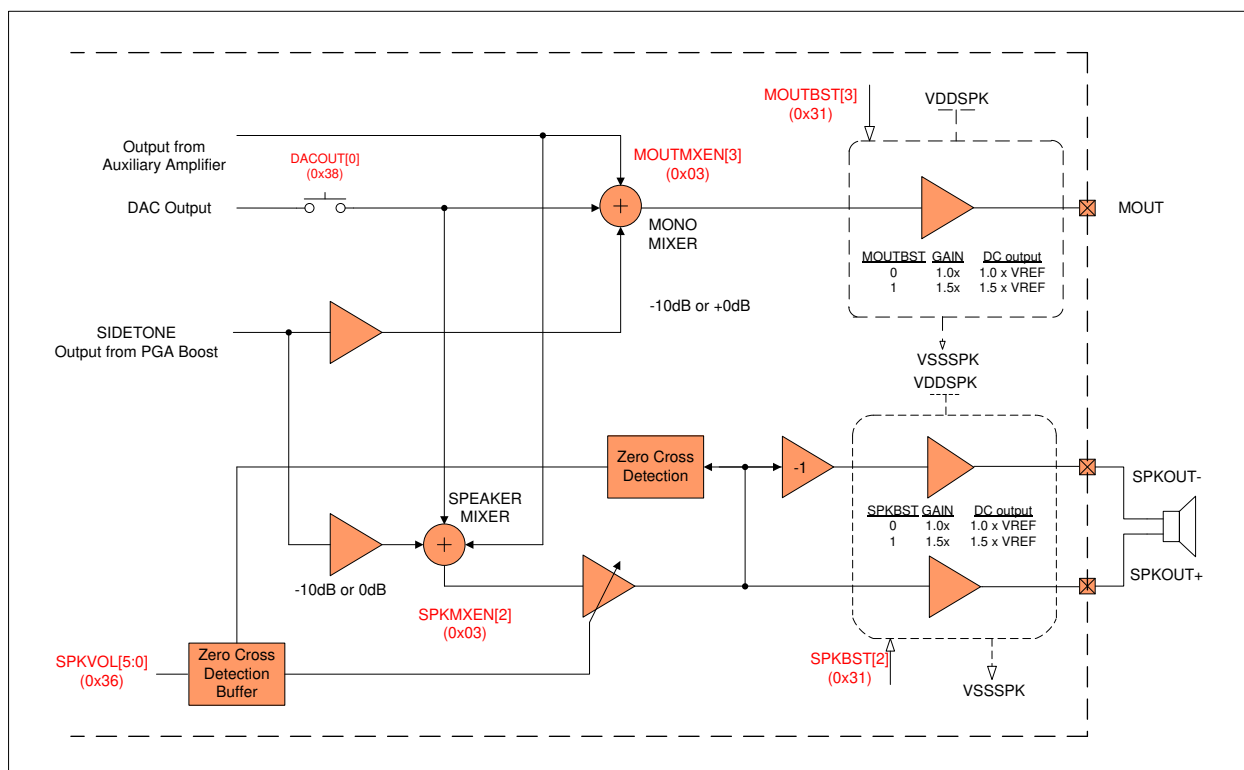 MOUTBST[3]
(0x31)
VDDSPK
Output from
Auxiliary Amplifier
DACOUT[0]
(0x38)
MOUTMXEN[3]
(0x03)
DAC Output
+
MONO
MIXER
MOUT
MOUTBST GAIN DC output
0 1.0x 1.0 x VREF
1 1.5x 1.5 x VREF
-10dB or +0dB
SIDETONE
Output from PGA Boost
VSSSPK
VDDSPK
Zero Cross
Detection
-1
SPKOUT-
SPEAKER
MIXER
+
SPKBST GAIN DC output
0 1.0x 1.0 x VREF
1 1.5x 1.5 x VREF
-10dB or 0dB
SPKOUT+
SPKMXEN[2]
(0x03)
SPKVOL[5:0]
(0x36)
Zero Cross
Detection
Buffer
SPKBST[2]
(0x31)
VSSSPK